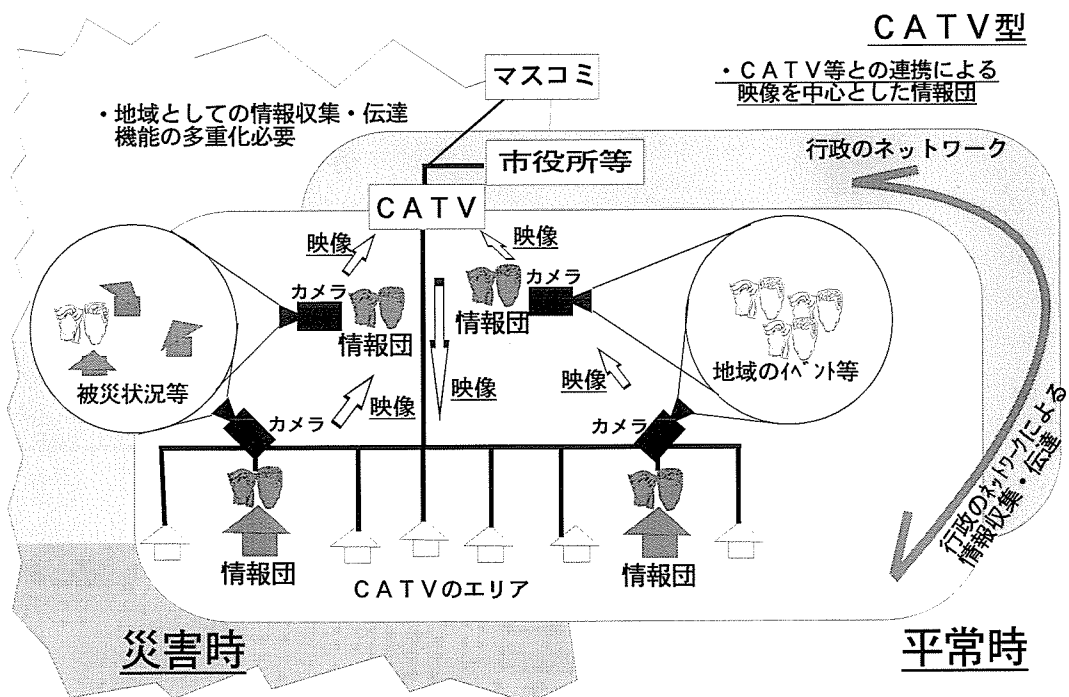 CATV型
・CATV等との連携による
映像を中心とした情報団
マスコミ
・地域としての情報収集・伝達
機能の多重化必要
市役所等
行政のネットワーク
CATV
映像
映像
カメラ
カメラ
情報団
情報団
被災状況等
地域のｲﾍﾞﾝﾄ等
映像
映像
映像
カメラ
カメラ
行政のﾈｯﾄﾜｰｸによる
情報収集・伝達
情報団
情報団
CATVのエリア
災害時
平常時